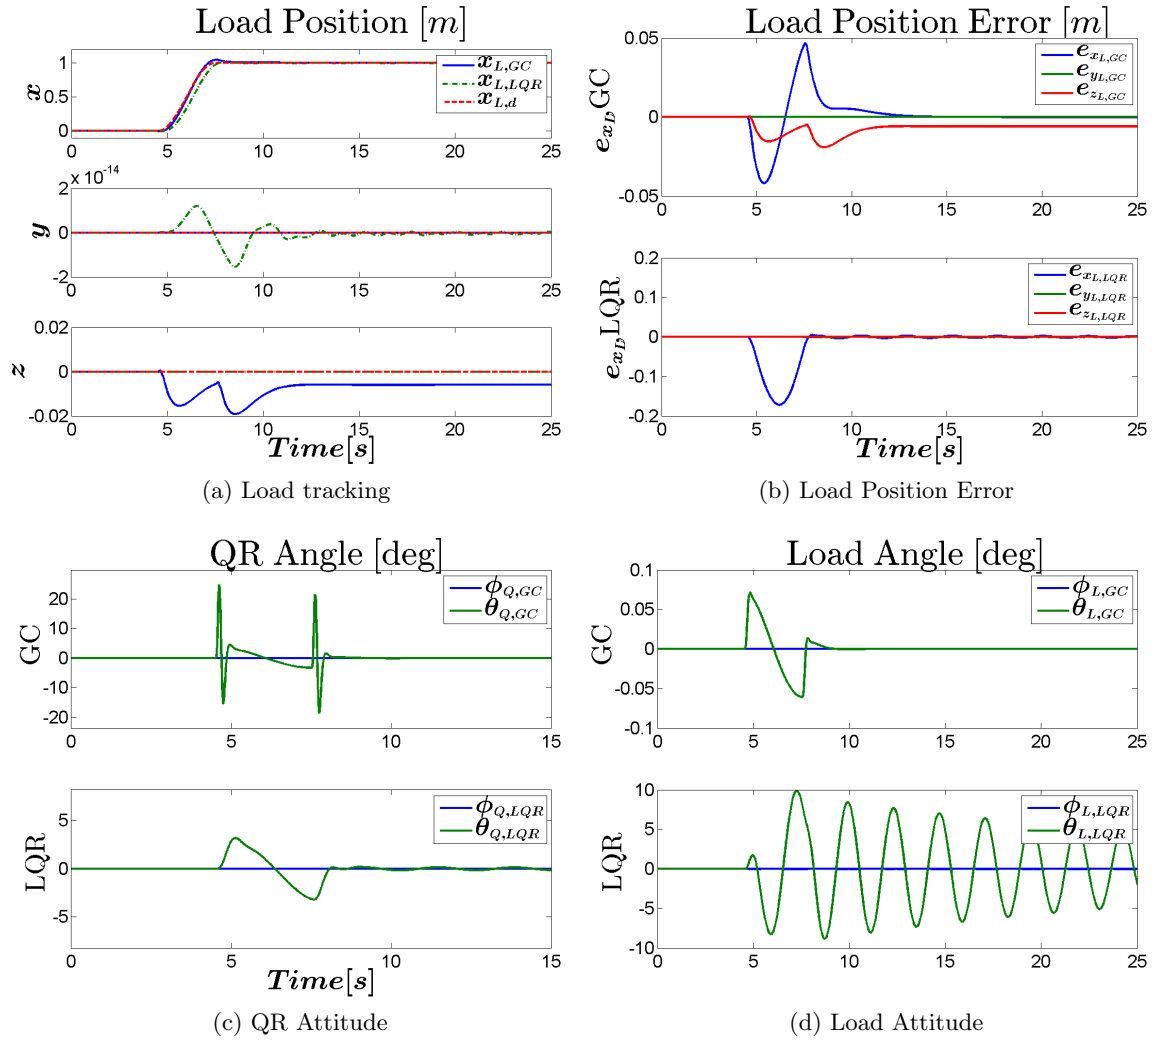 Load Position [m]
x
1
0.5
0
x_{L,GC}
x_{L,LQR}
x_{L,d}
0 5 10 15 20 25
x 10^{-14}
y
2
0
-2
0 5 10 15 20 25
z
0.02
0
-0.02
0 5 10 15 20 25
Time[s]
(a) Load tracking
Load Position Error [m]
e_{x_L},GC
0.05
0
-0.05
e_{x_{L,GC}}
e_{y_{L,GC}}
e_{z_{L,GC}}
0 5 10 15 20 25
e_{x_L},LQR
0.2
0.1
0
-0.1
-0.2
e_{x_{L,LQR}}
e_{y_{L,LQR}}
e_{z_{L,LQR}}
0 5 10 15 20 25
Time[s]
(b) Load Position Error
QR Angle [deg]
GC
20
10
0
-10
-20
ϕ_{Q,GC}
θ_{Q,GC}
0 5 10 15
LQR
5
0
-5
ϕ_{Q,LQR}
θ_{Q,LQR}
0 5 10 15
Time[s]
(c) QR Attitude
Load Angle [deg]
GC
0.1
0.05
0
-0.05
-0.1
ϕ_{L,GC}
θ_{L,GC}
0 5 10 15 20 25
LQR
10
5
0
-5
-10
ϕ_{L,LQR}
θ_{L,LQR}
0 5 10 15 20 25
(d) Load Attitude